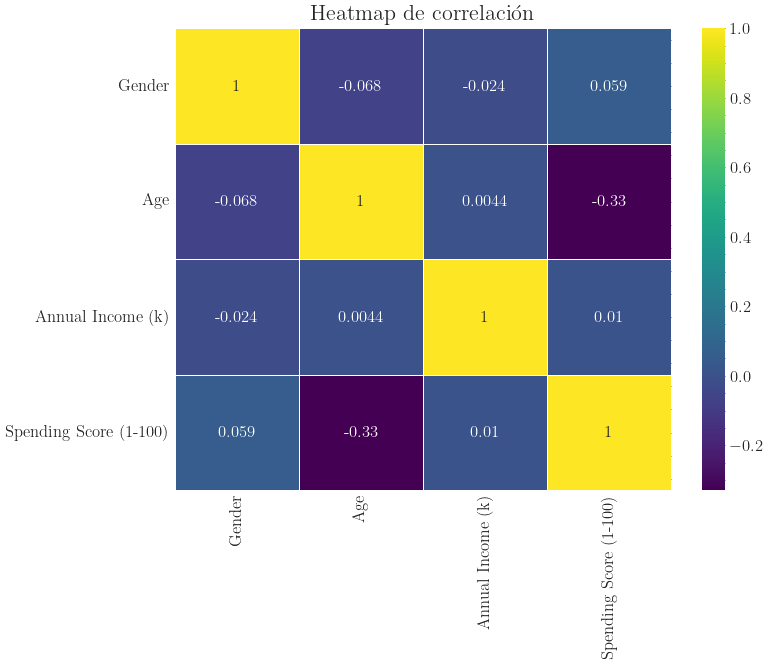 Heatmap de correlación
Gender 1 -0.068 -0.024 0.059
Age -0.068 1 0.0044 -0.33
Annual Income (k) -0.024 0.0044 1 0.01
Spending Score (1-100) 0.059 -0.33 0.01 1
Gender
Age
Annual Income (k)
Spending Score (1-100)
1.0
0.8
0.6
0.4
0.2
0.0
−0.2